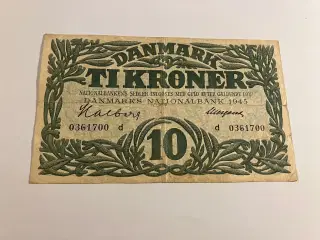 DANMARK
TI KRONER
NATIONALBANKENS SEDLER INDLØSES MED GULD EFTER GÆLDENDE LOV
DANMARKS NATIONALBANK 1945
0361700 d
d 0361700
10